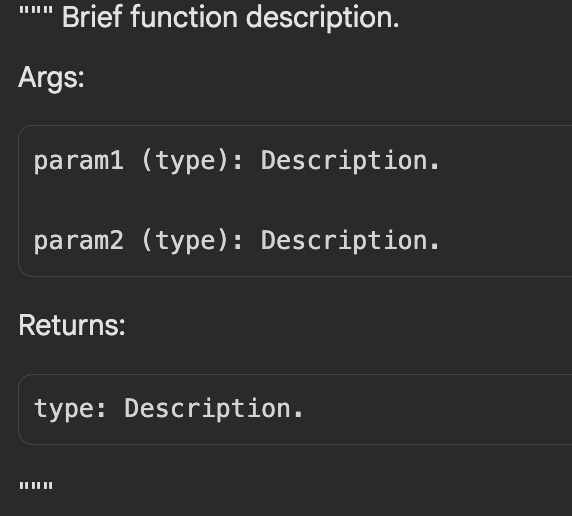 """ Brief function description.
Args:
param1 (type): Description.
param2 (type): Description.
Returns:
type: Description.
"""